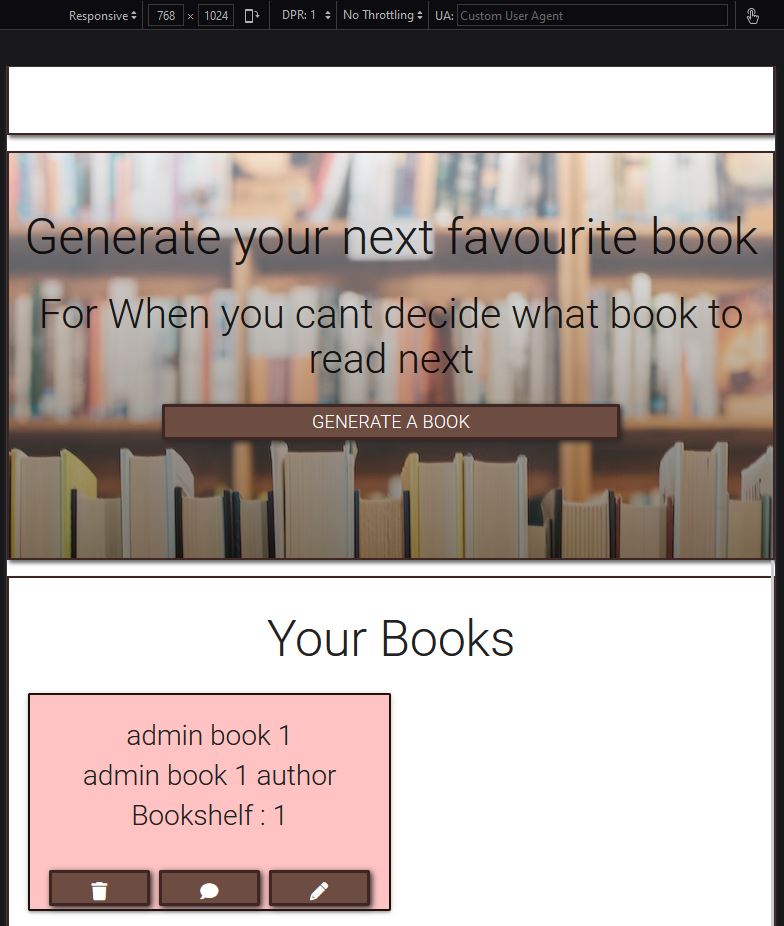 Responsive 768 × 1024 DPR: 1 No Throttling UA: Custom User Agent
Generate your next favourite book
For When you cant decide what book to
read next
GENERATE A BOOK
Your Books
admin book 1
admin book 1 author
Bookshelf : 1